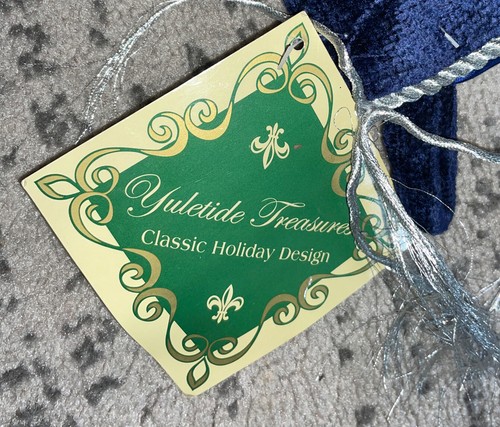 Yuletide Treasures
Classic Holiday Design